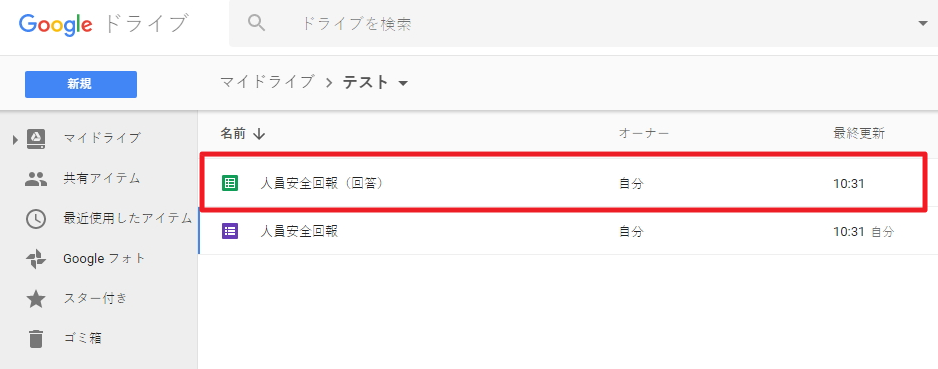 Google ドライブ
ドライブを検索
新規
マイドライブ > テスト
マイドライブ
共有アイテム
最近使用したアイテム
Google フォト
スター付き
ゴミ箱
名前 オーナー 最終更新
人員安全回報（回答） 自分 10:31
人員安全回報 自分 10:31 自分